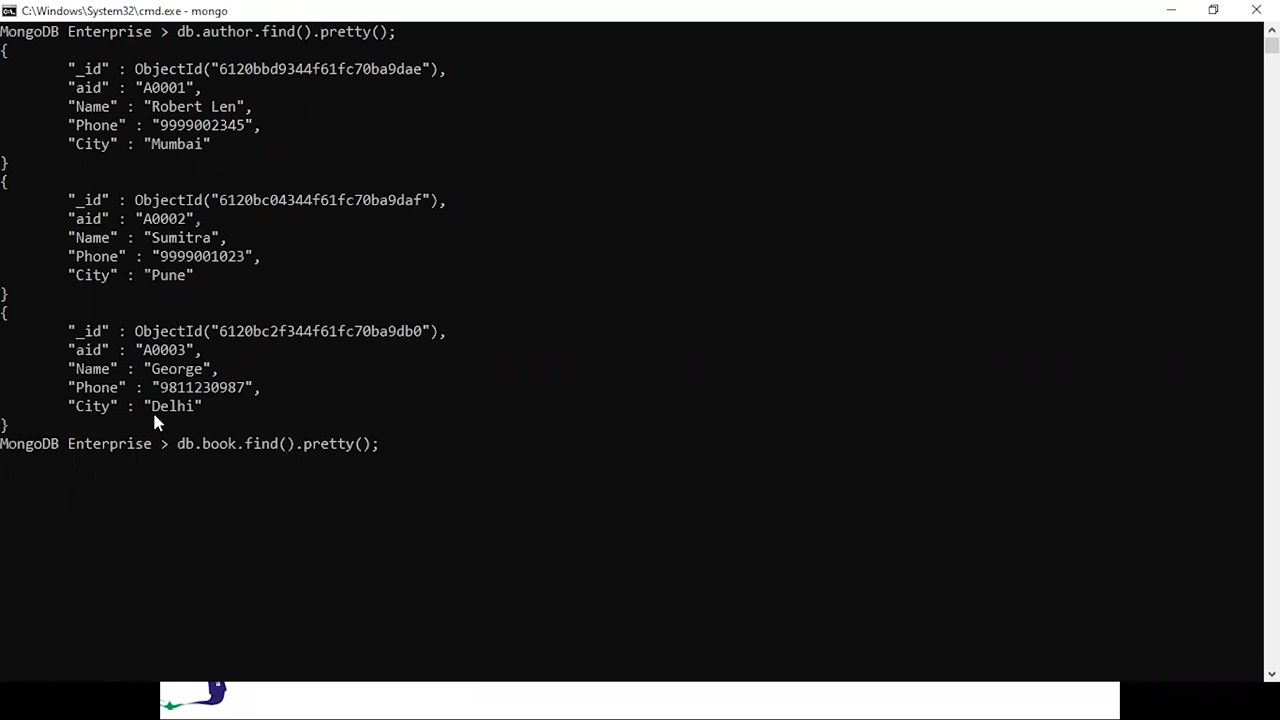 C:\Windows\System32\cmd.exe - mongo
MongoDB Enterprise > db.author.find().pretty();
{
"_id" : ObjectId("6120bbd9344f61fc70ba9dae"),
"aid" : "A0001",
"Name" : "Robert Len",
"Phone" : "9999002345",
"City" : "Mumbai"
}
{
"_id" : ObjectId("6120bc04344f61fc70ba9daf"),
"aid" : "A0002",
"Name" : "Sumitra",
"Phone" : "9999001023",
"City" : "Pune"
}
{
"_id" : ObjectId("6120bc2f344f61fc70ba9db0"),
"aid" : "A0003",
"Name" : "George",
"Phone" : "9811230987",
"City" : "Delhi"
}
MongoDB Enterprise > db.book.find().pretty();